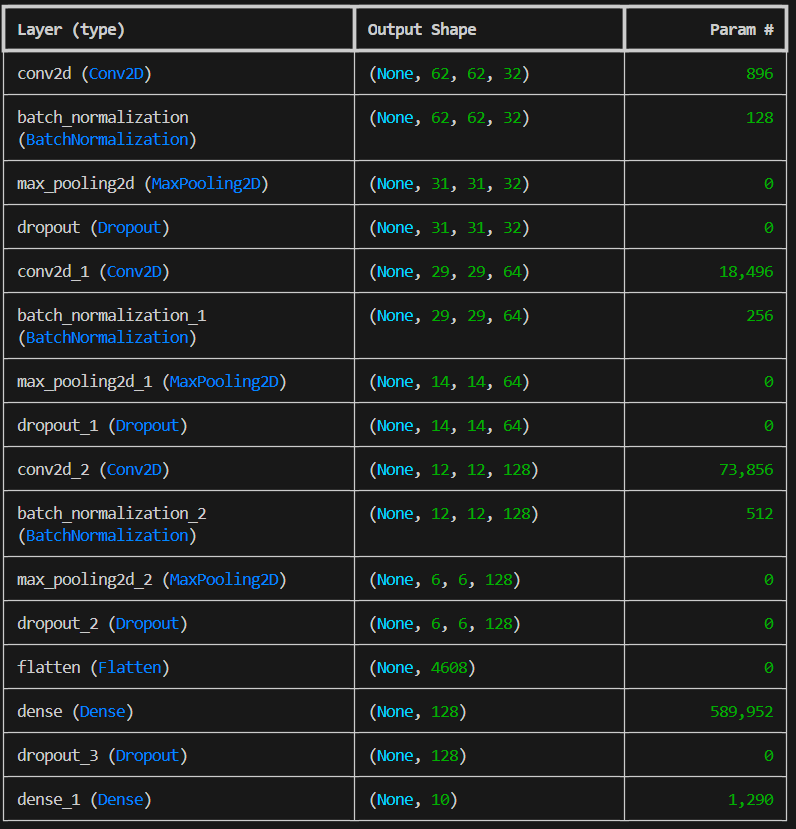 Layer (type) Output Shape Param #
conv2d (Conv2D) (None, 62, 62, 32) 896
batch_normalization (None, 62, 62, 32) 128
(BatchNormalization)
max_pooling2d (MaxPooling2D) (None, 31, 31, 32) 0
dropout (Dropout) (None, 31, 31, 32) 0
conv2d_1 (Conv2D) (None, 29, 29, 64) 18,496
batch_normalization_1 (None, 29, 29, 64) 256
(BatchNormalization)
max_pooling2d_1 (MaxPooling2D) (None, 14, 14, 64) 0
dropout_1 (Dropout) (None, 14, 14, 64) 0
conv2d_2 (Conv2D) (None, 12, 12, 128) 73,856
batch_normalization_2 (None, 12, 12, 128) 512
(BatchNormalization)
max_pooling2d_2 (MaxPooling2D) (None, 6, 6, 128) 0
dropout_2 (Dropout) (None, 6, 6, 128) 0
flatten (Flatten) (None, 4608) 0
dense (Dense) (None, 128) 589,952
dropout_3 (Dropout) (None, 128) 0
dense_1 (Dense) (None, 10) 1,290